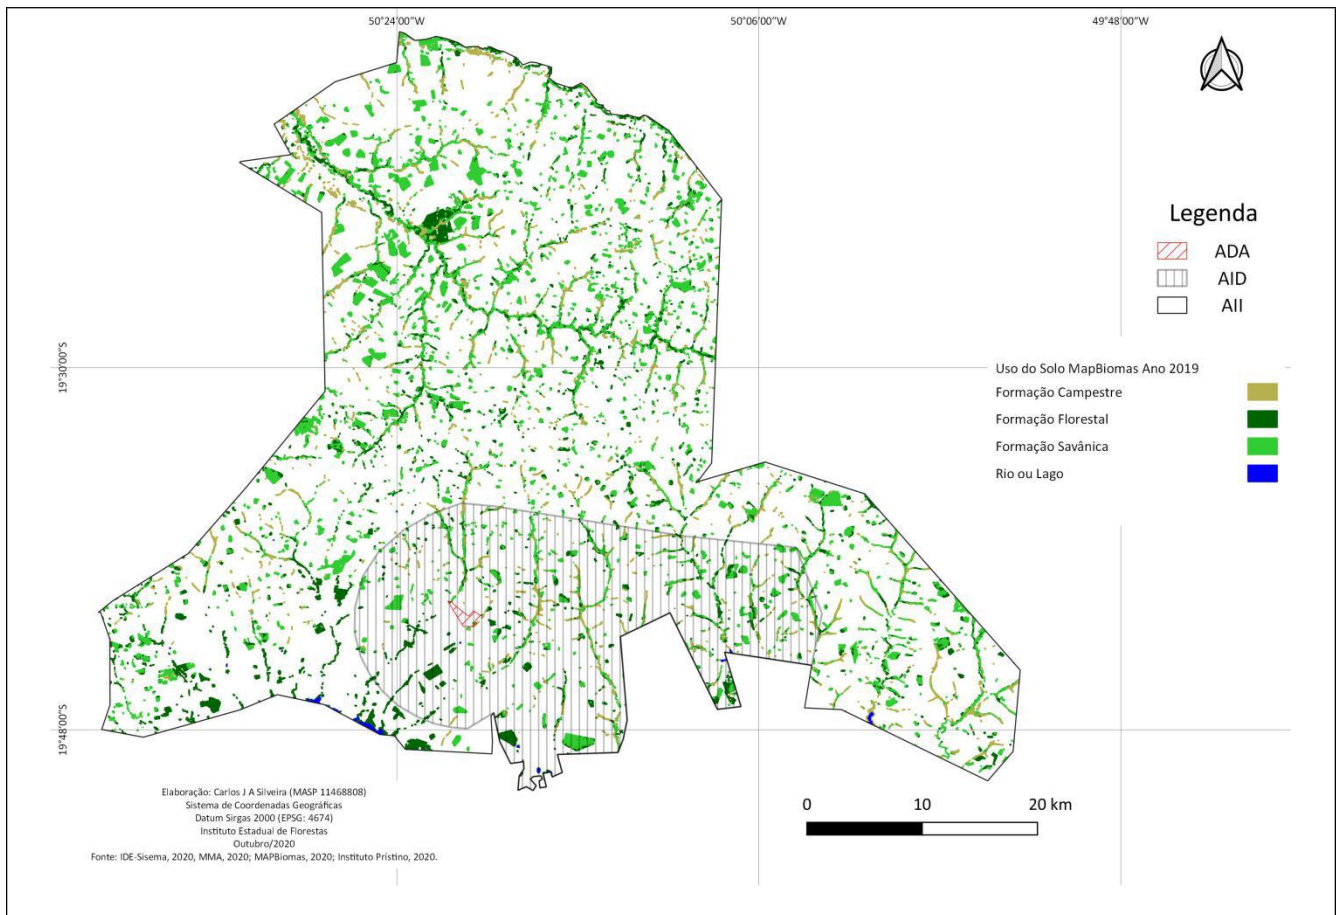 50°24'00"W
50°06'00"W
49°48'00"W
Legenda
ADA
AID
AII
19°30'00"S
Uso do Solo MapBiomas Ano 2019
Formação Campestre
Formação Florestal
Formação Savânica
Rio ou Lago
19°48'00"S
Elaboração: Carlos J A Silveira (MASP 11468808)
Sistema de Coordenadas Geográficas
Datum Sirgas 2000 (EPSG: 4674)
Instituto Estadual de Florestas
Outubro/2020
Fonte: IDE-Sisema, 2020, MMA, 2020; MAPBiomas, 2020; Instituto Prístino, 2020.
0 10 20 km